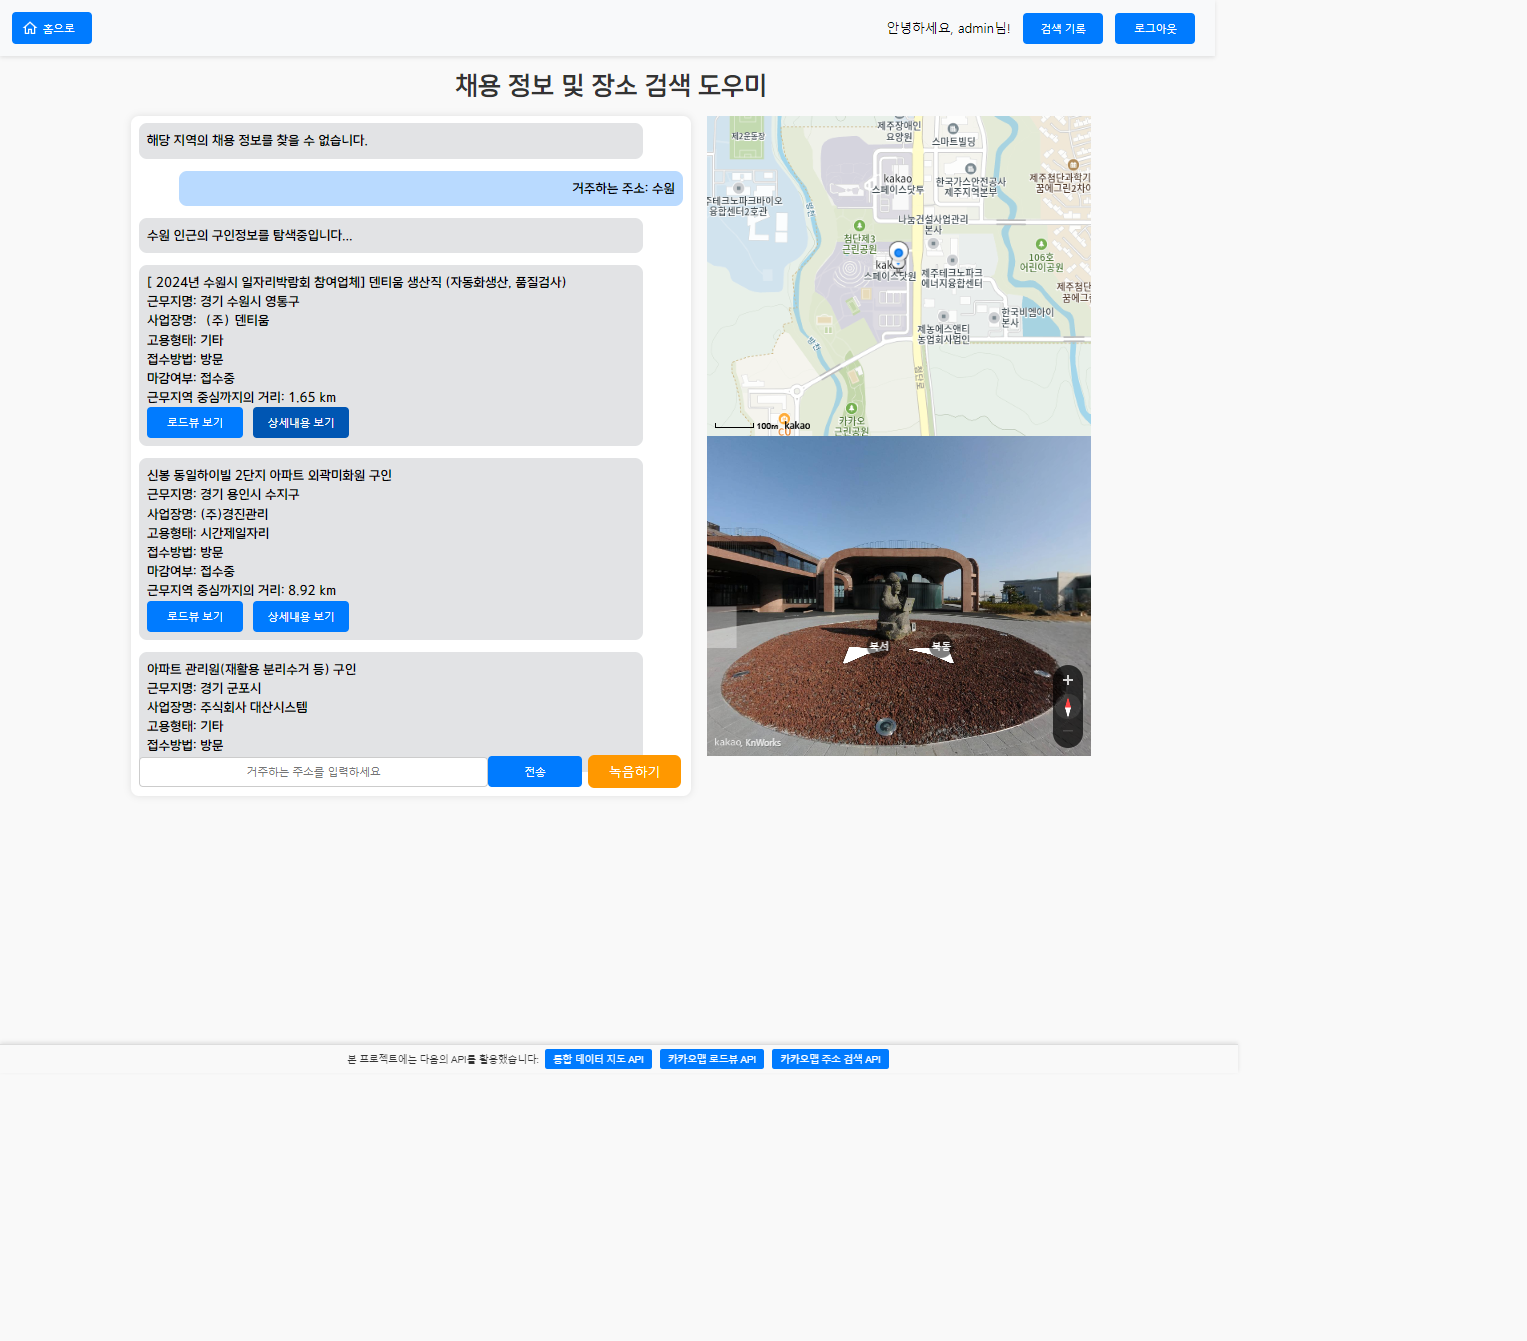 홈으로
안녕하세요, admin님!
검색 기록
로그아웃
채용 정보 및 장소 검색 도우미
해당 지역의 채용 정보를 찾을 수 없습니다.
거주하는 주소: 수원
수원 인근의 구인정보를 탐색중입니다...
[ 2024년 수원시 일자리박람회 참여업체] 덴티움 생산직 (자동화생산, 품질검사)
근무지명: 경기 수원시 영통구
사업장명: （주）덴티움
고용형태: 기타
접수방법: 방문
마감여부: 접수중
근무지역 중심까지의 거리: 1.65 km
로드뷰 보기
상세내용 보기
신봉 동일하이빌 2단지 아파트 외곽미화원 구인
근무지명: 경기 용인시 수지구
사업장명: (주)경진관리
고용형태: 시간제일자리
접수방법: 방문
마감여부: 접수중
근무지역 중심까지의 거리: 8.92 km
로드뷰 보기
상세내용 보기
아파트 관리원(재활용 분리수거 등) 구인
근무지명: 경기 군포시
사업장명: 주식회사 대산시스템
고용형태: 기타
접수방법: 방문
거주하는 주소를 입력하세요
전송
녹음하기
제2운동장
제주장애인
요양원
스마트빌딩
kakao
스페이스닷투
한국가스안전공사
제주지역본부
제주첨단과학기
꿈에그린2차아
주테크노파크바이오
융합센터2호관
병천
나눔건설사업관리
본사
첨단제3
근린공원
106호
어린이공원
스페이스닷원
제주테크노파크
에너지융합센터
제주첨단
꿈에그린
한국비엠아이
본사
제농에스앤티
농업회사법인
병천
첨단로
카카오
근린공원
CU
100m
kakao
북서
북동
kakao, KnWorks
본 프로젝트에는 다음의 API를 활용했습니다:
통합 데이터 지도 API
카카오맵 로드뷰 API
카카오맵 주소 검색 API